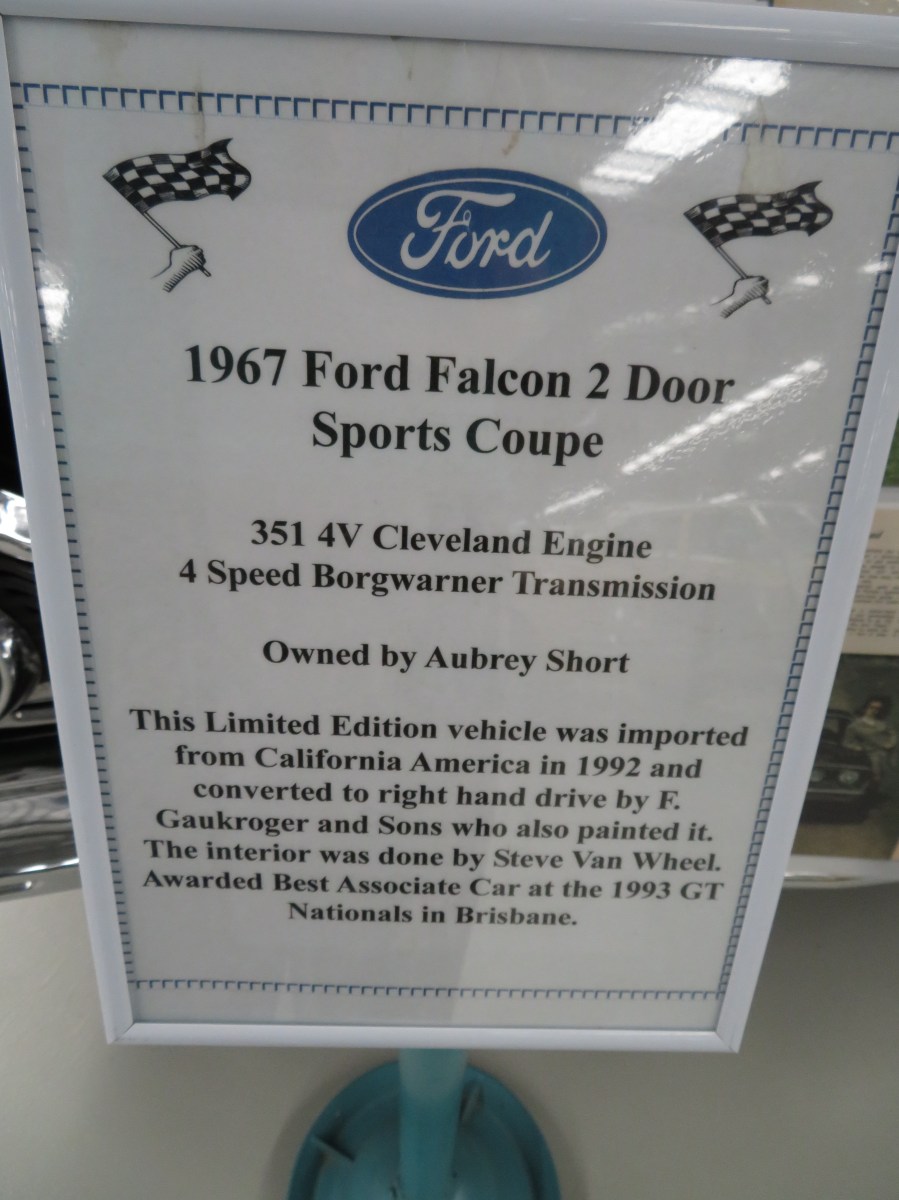 Ford
1967 Ford Falcon 2 Door
Sports Coupe
351 4V Cleveland Engine
4 Speed Borgwarner Transmission
Owned by Aubrey Short
This Limited Edition vehicle was imported
from California America in 1992 and
converted to right hand drive by F.
Gaukroger and Sons who also painted it.
The interior was done by Steve Van Wheel.
Awarded Best Associate Car at the 1993 GT
Nationals in Brisbane.